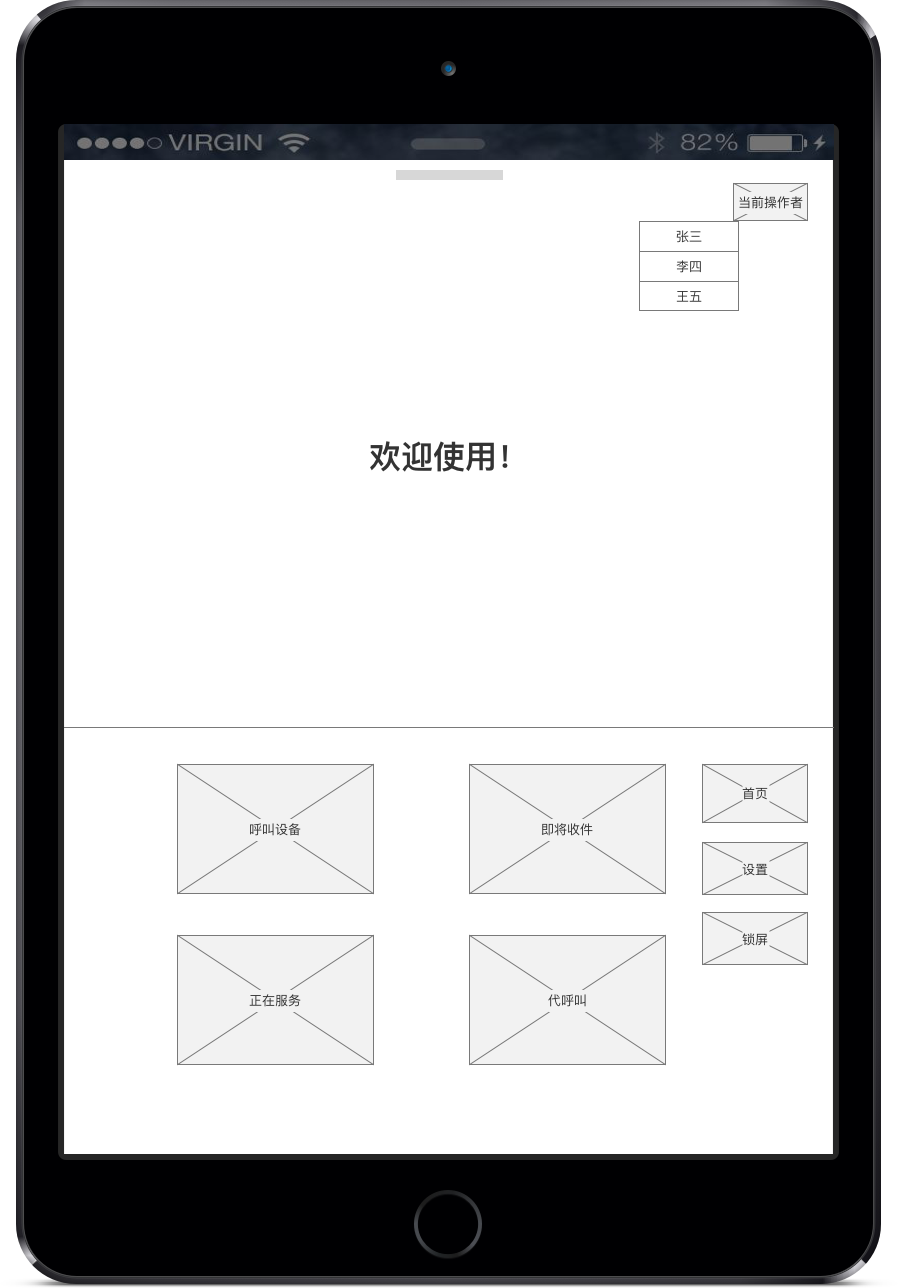 VIRGIN 82%
当前操作者
张三
李四
王五
欢迎使用!
呼叫设备
即将收件
首页
设置
锁屏
正在服务
代呼叫